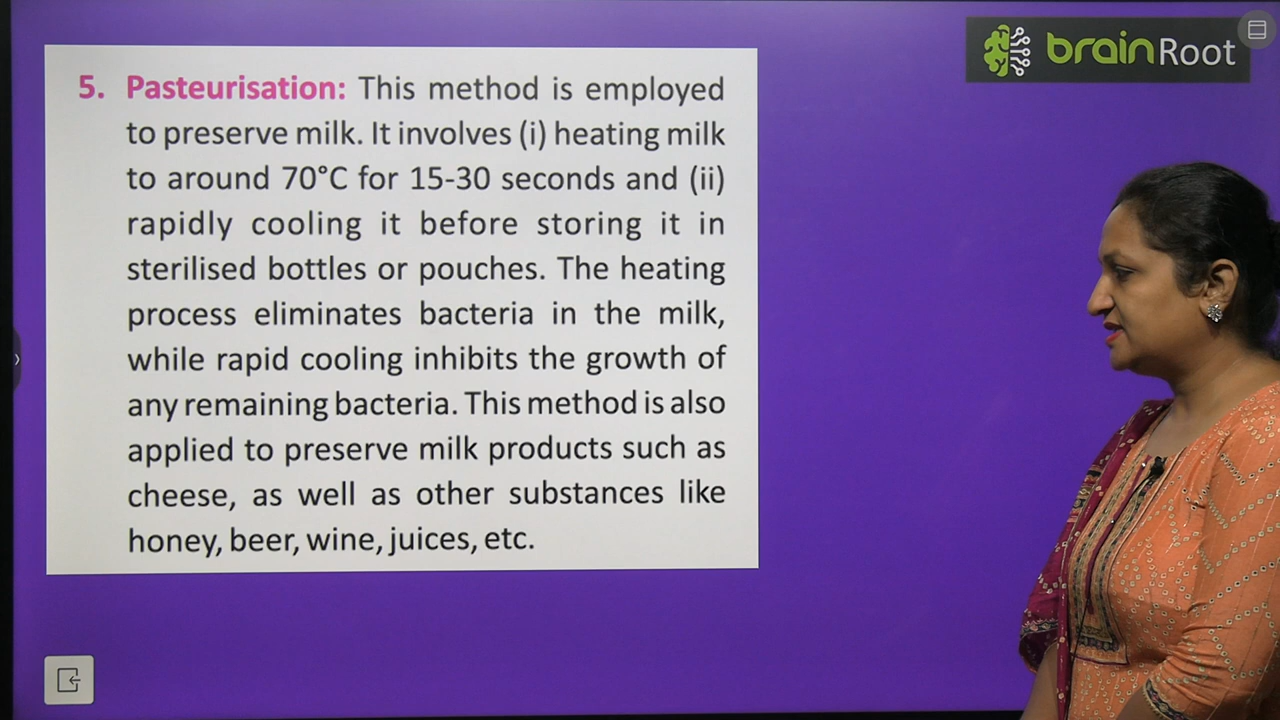 brainRoot
5. Pasteurisation: This method is employed
to preserve milk. It involves (i) heating milk
to around 70°C for 15-30 seconds and (ii)
rapidly cooling it before storing it in
sterilised bottles or pouches. The heating
process eliminates bacteria in the milk,
while rapid cooling inhibits the growth of
any remaining bacteria. This method is also
applied to preserve milk products such as
cheese, as well as other substances like
honey, beer, wine, juices, etc.